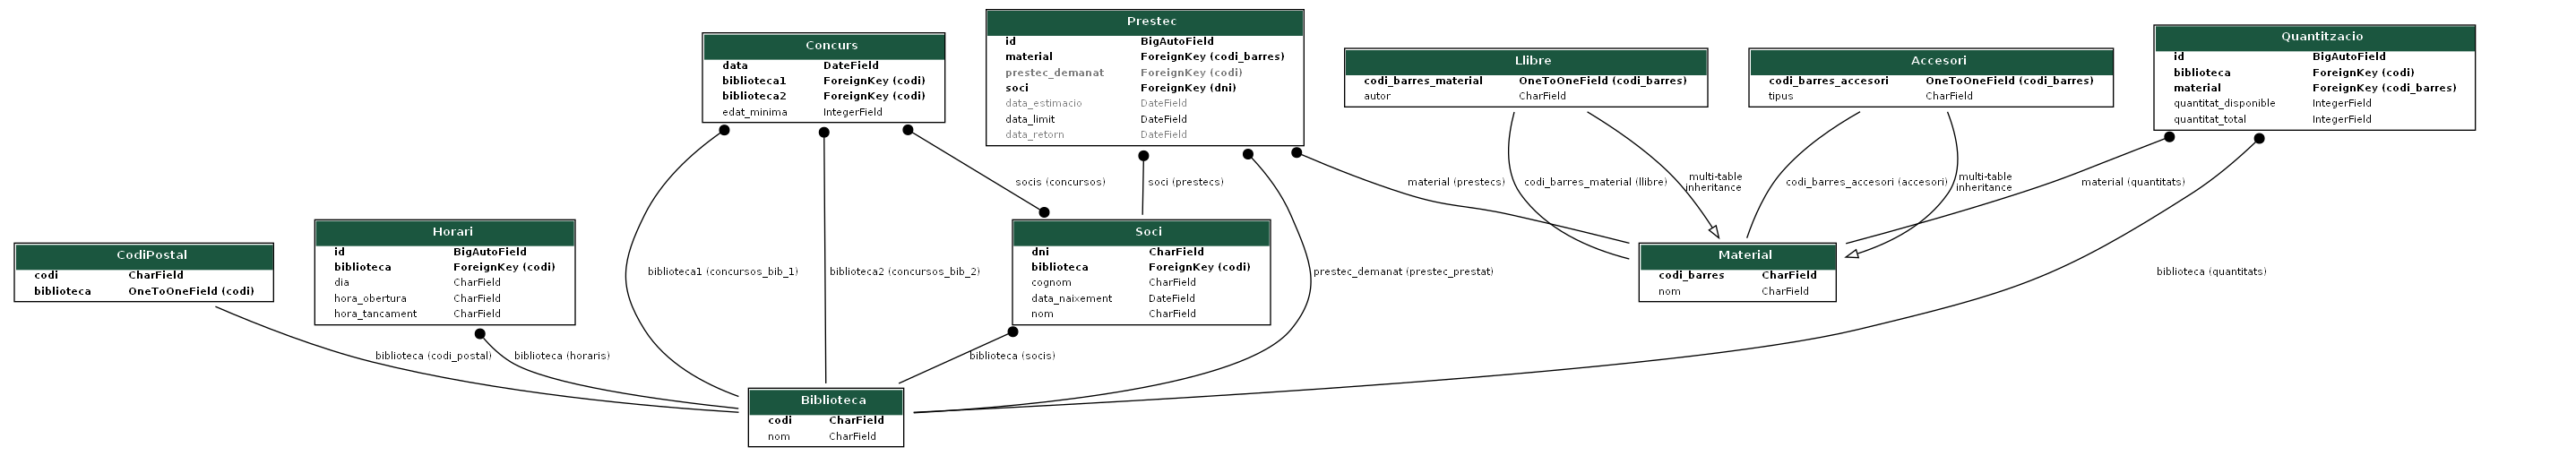 Concurs
data DateField
biblioteca1 ForeignKey (codi)
biblioteca2 ForeignKey (codi)
edat_minima IntegerField
Prestec
id BigAutoField
material ForeignKey (codi_barres)
prestec_demanat ForeignKey (codi)
soci ForeignKey (dni)
data_estimacio DateField
data_limit DateField
data_retorn DateField
Llibre
codi_barres_material OneToOneField (codi_barres)
autor CharField
Accesori
codi_barres_accesori OneToOneField (codi_barres)
tipus CharField
Quantitzacio
id BigAutoField
biblioteca ForeignKey (codi)
material ForeignKey (codi_barres)
quantitat_disponible IntegerField
quantitat_total IntegerField
socis (concursos)
soci (prestecs)
material (prestecs)
codi_barres_material (llibre)
multi-table
inheritance
codi_barres_accesori (accesori)
multi-table
inheritance
material (quantitats)
CodiPostal
codi CharField
biblioteca OneToOneField (codi)
Horari
id BigAutoField
biblioteca ForeignKey (codi)
dia CharField
hora_obertura CharField
hora_tancament CharField
biblioteca1 (concursos_bib_1)
biblioteca2 (concursos_bib_2)
Soci
dni CharField
biblioteca ForeignKey (codi)
cognom CharField
data_naixement DateField
nom CharField
prestec_demanat (prestec_prestat)
Material
codi_barres CharField
nom CharField
biblioteca (quantitats)
biblioteca (codi_postal)
biblioteca (horaris)
biblioteca (socis)
Biblioteca
codi CharField
nom CharField